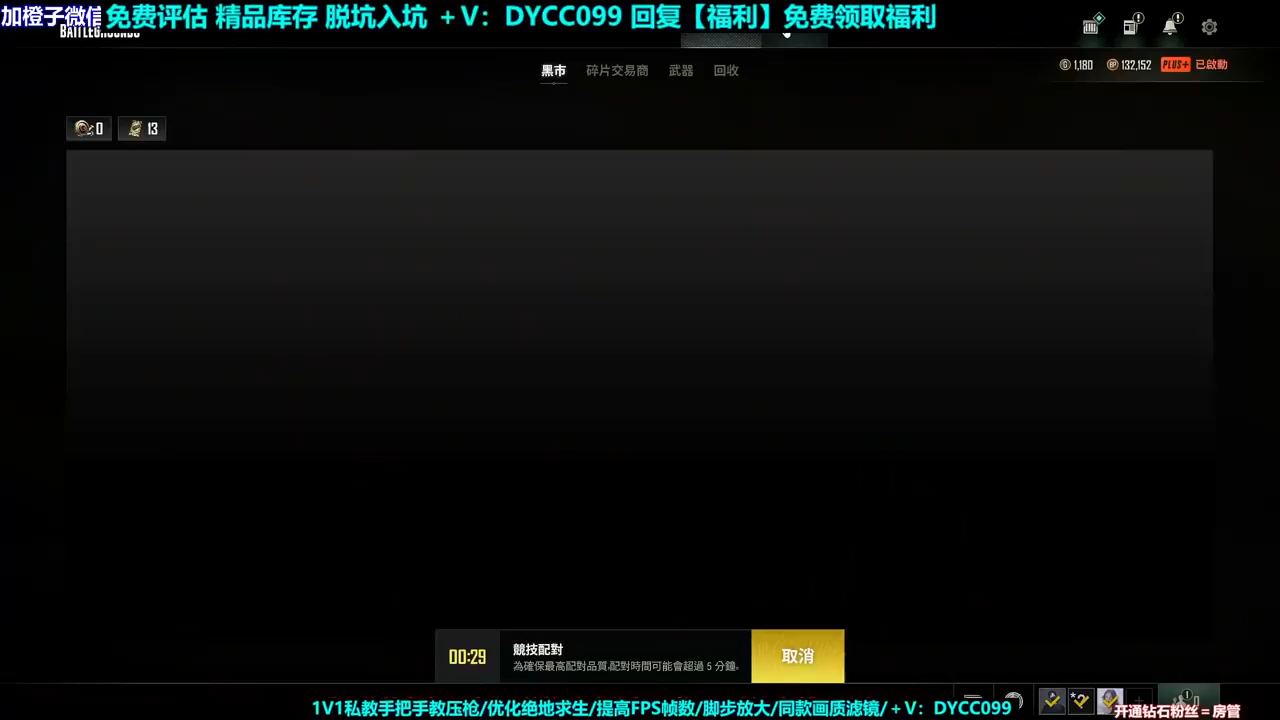 加橙子微信 免费评估 精品库存 脱坑入坑 ＋V：DYCC099 回复【福利】免费领取福利
BATTLEGROUNDS
黑市 碎片交易商 武器 回收
G 1,180 BP 132,152 PLUS+ 已啟動
0 13
00:29
競技配對
為確保最高配對品質,配對時間可能會超過 5 分鐘。
取消
1V1私教手把手教压枪/优化绝地求生/提高FPS帧数/脚步放大/同款画质滤镜/＋V：DYCC099
开通钻石粉丝＝房管